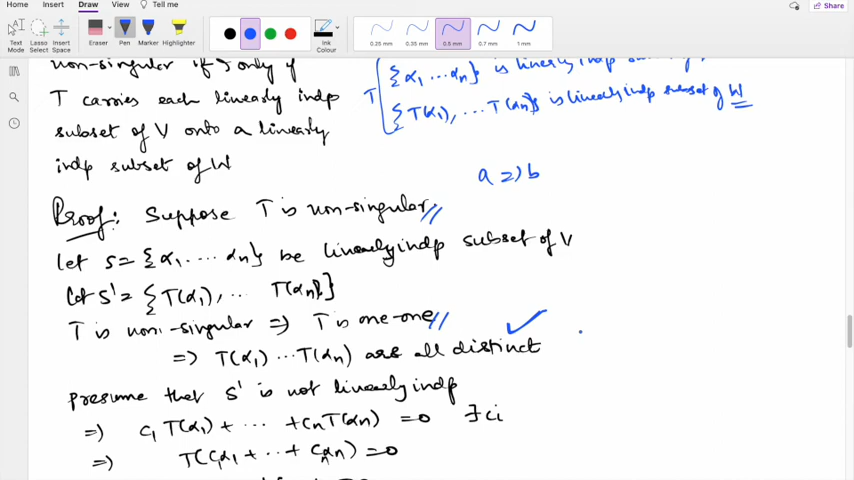 Home Insert Draw View Tell me Share
Text Mode Lasso Select Insert Space Eraser Pen Marker Highlighter Ink Colour 0.25 mm 0.35 mm 0.5 mm 0.7 mm 1 mm
non-singular if & only if
T carries each linearly indp
subset of V onto a linearly
indp subset of W
T { {α1 ... αn} is linearly indp
{T(α1), ... T(αn)} is linearly indp subset of W
a => b
Proof: Suppose T is non-singular //
let S = {α1 .... αn} be linearly indp subset of V
let S' = {T(α1), ... T(αn)}
T is non-singular => T is one-one //
=> T(α1) ... T(αn) are all distinct ✓
presume that S' is not linearly indp
=> c1 T(α1) + ... + cn T(αn) = 0 ∃ ci
=> T(c1α1 + ... + cnαn) = 0